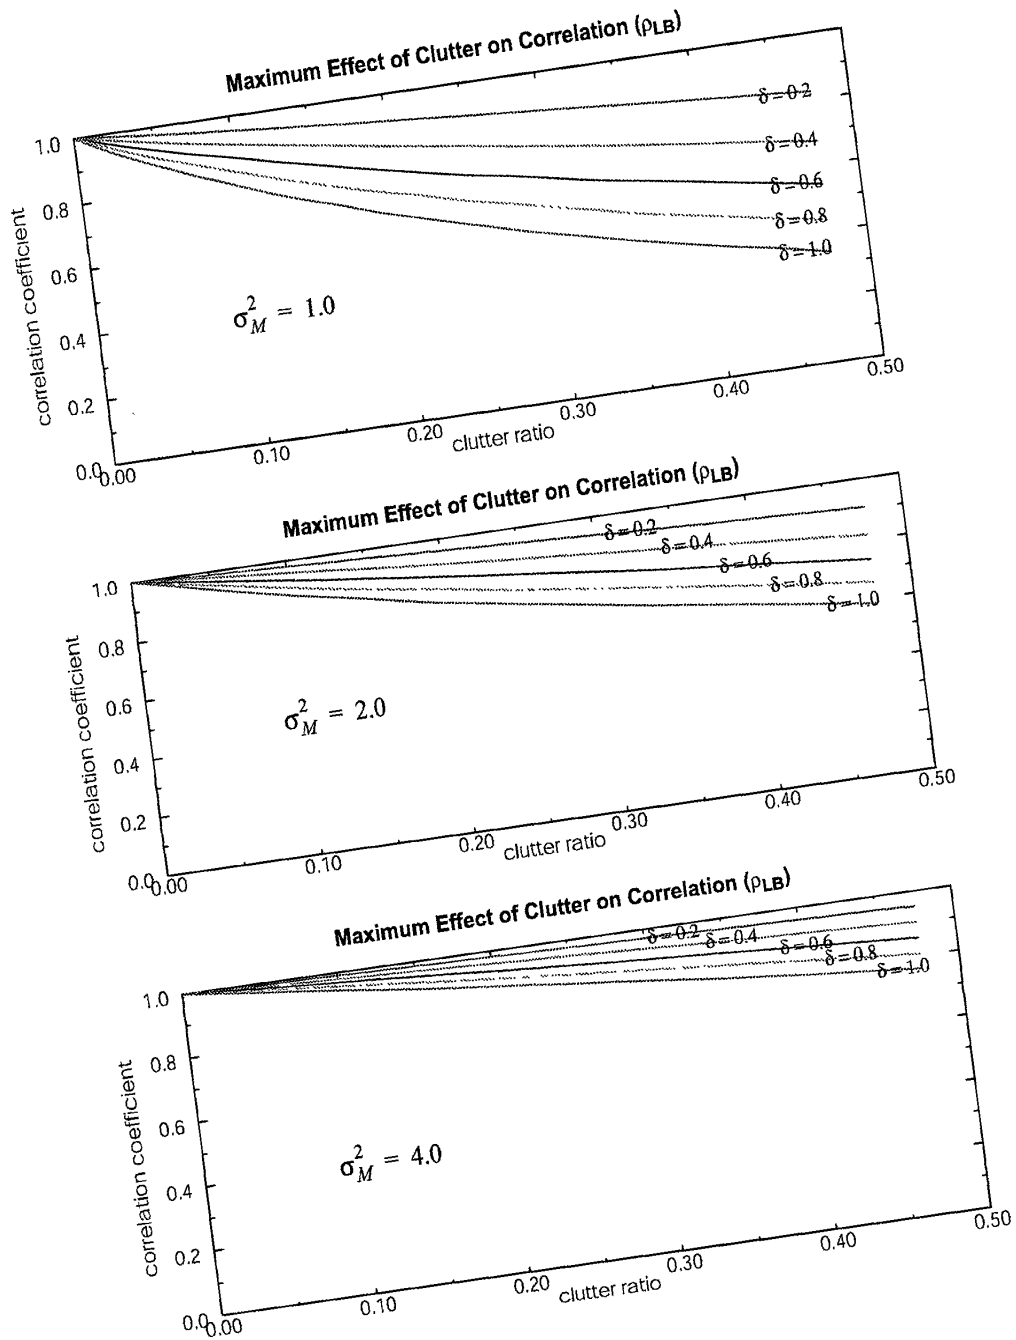 Maximum Effect of Clutter on Correlation (ρLB)
1.0
0.8
0.6
0.4
0.2
0.0
correlation coefficient
δ=0.2
δ=0.4
δ=0.6
δ=0.8
δ=1.0
σ²M = 1.0
0.00
0.10
0.20
0.30
0.40
0.50
clutter ratio
Maximum Effect of Clutter on Correlation (ρLB)
1.0
0.8
0.6
0.4
0.2
0.0
correlation coefficient
δ=0.2
δ=0.4
δ=0.6
δ=0.8
δ=1.0
σ²M = 2.0
0.00
0.10
0.20
0.30
0.40
0.50
clutter ratio
Maximum Effect of Clutter on Correlation (ρLB)
1.0
0.8
0.6
0.4
0.2
0.0
correlation coefficient
δ=0.2
δ=0.4
δ=0.6
δ=0.8
δ=1.0
σ²M = 4.0
0.00
0.10
0.20
0.30
0.40
0.50
clutter ratio